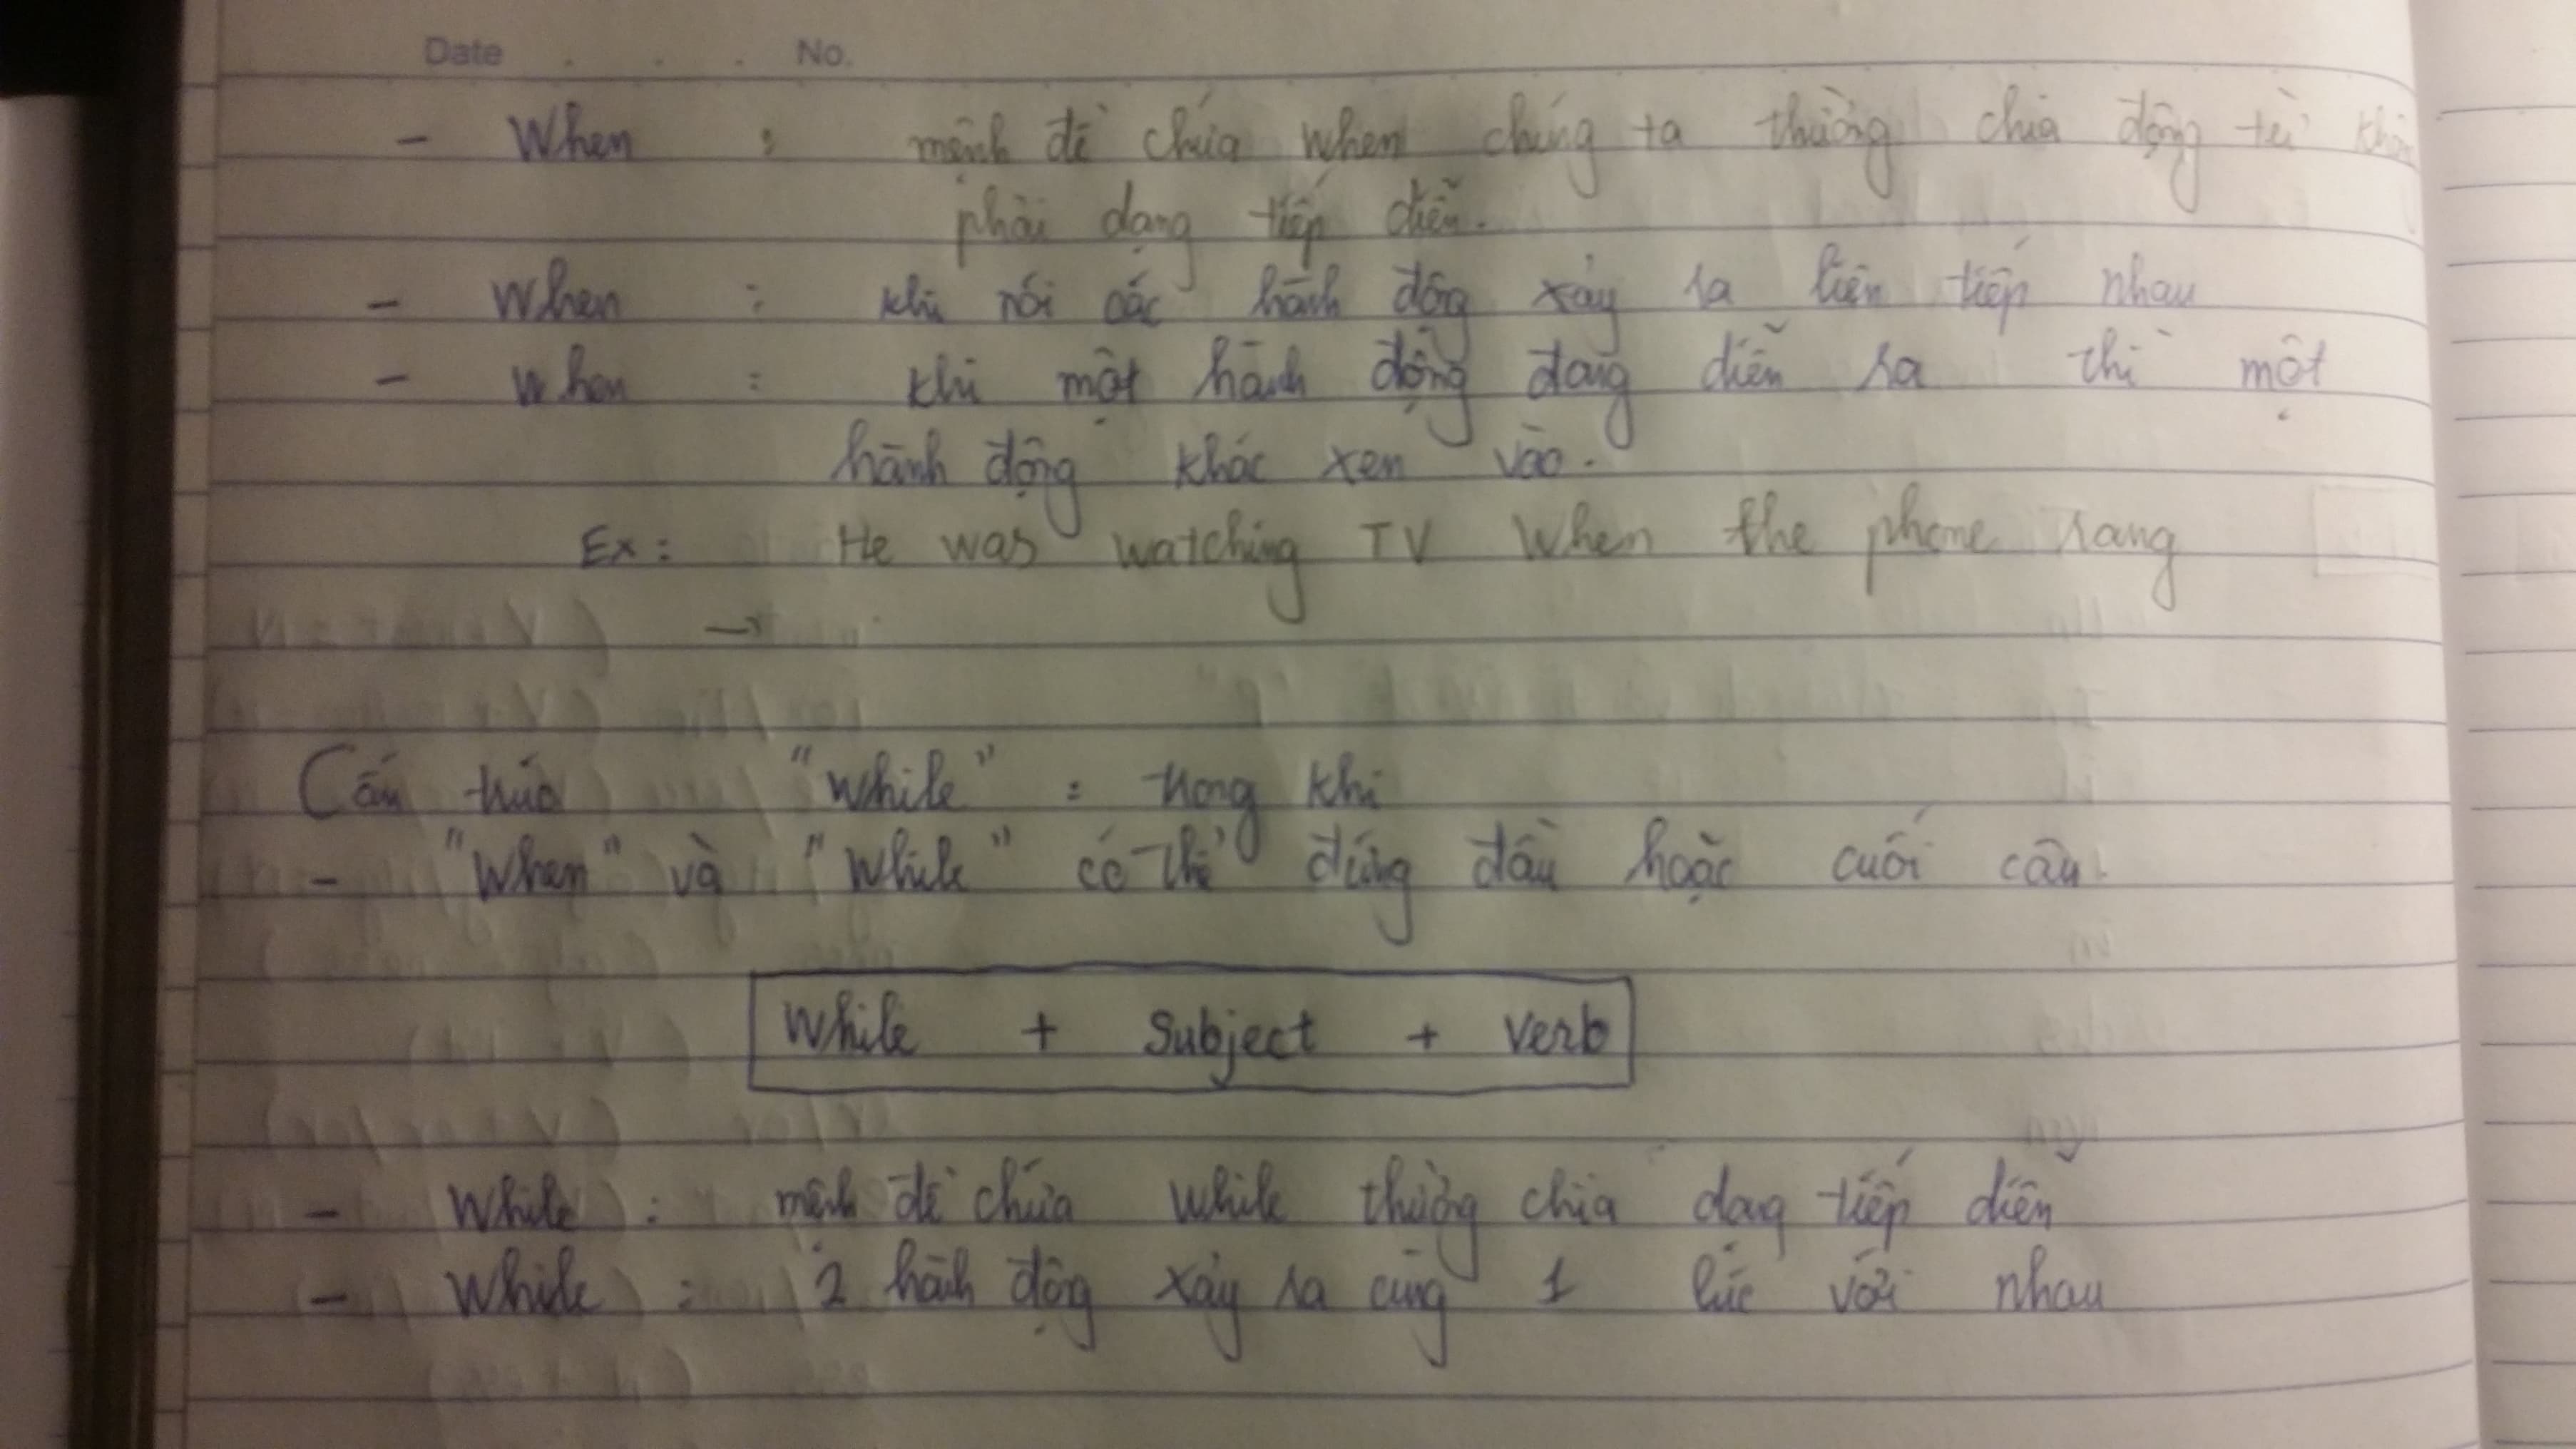 Date . . . No.
- When : mệnh đề chứa when chúng ta thường chia động từ không
phải dạng tiếp diễn.
- When : khi nói các hành động xảy ra liên tiếp nhau
- When : khi một hành động đang diễn ra thì một
hành động khác xen vào.
Ex : He was watching TV when the phone rang
→
Cấu trúc "while" : trong khi
- "When" và "While" có thể đứng đầu hoặc cuối câu.
While + Subject + Verb
- While : mệnh đề chứa while thường chia dạng tiếp diễn
- While : 2 hành động xảy ra cùng 1 lúc với nhau